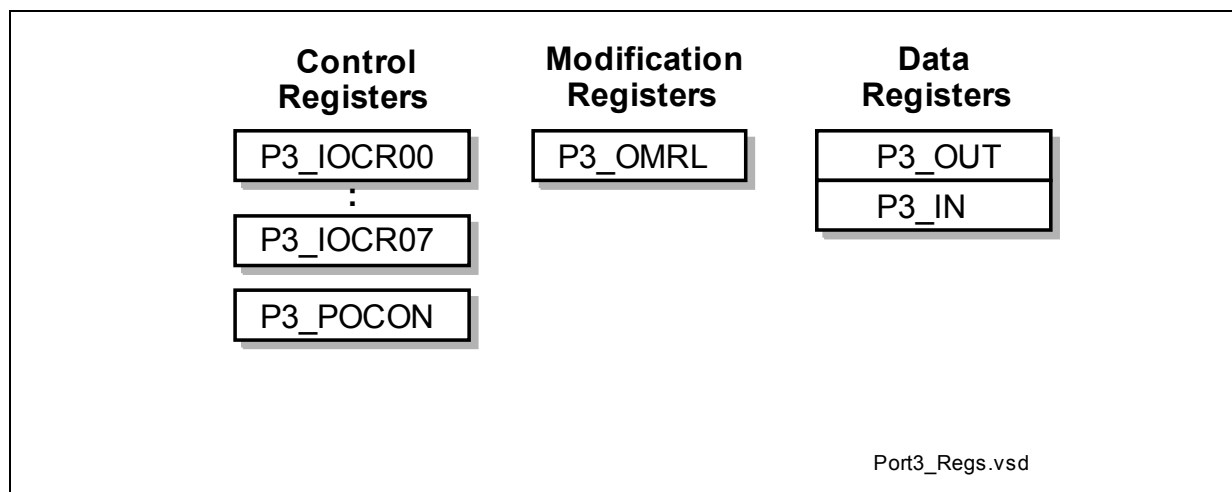 Control
Registers
P3_IOCR00
:
P3_IOCR07
P3_POCON
Modification
Registers
P3_OMRL
Data
Registers
P3_OUT
P3_IN
Port3_Regs.vsd